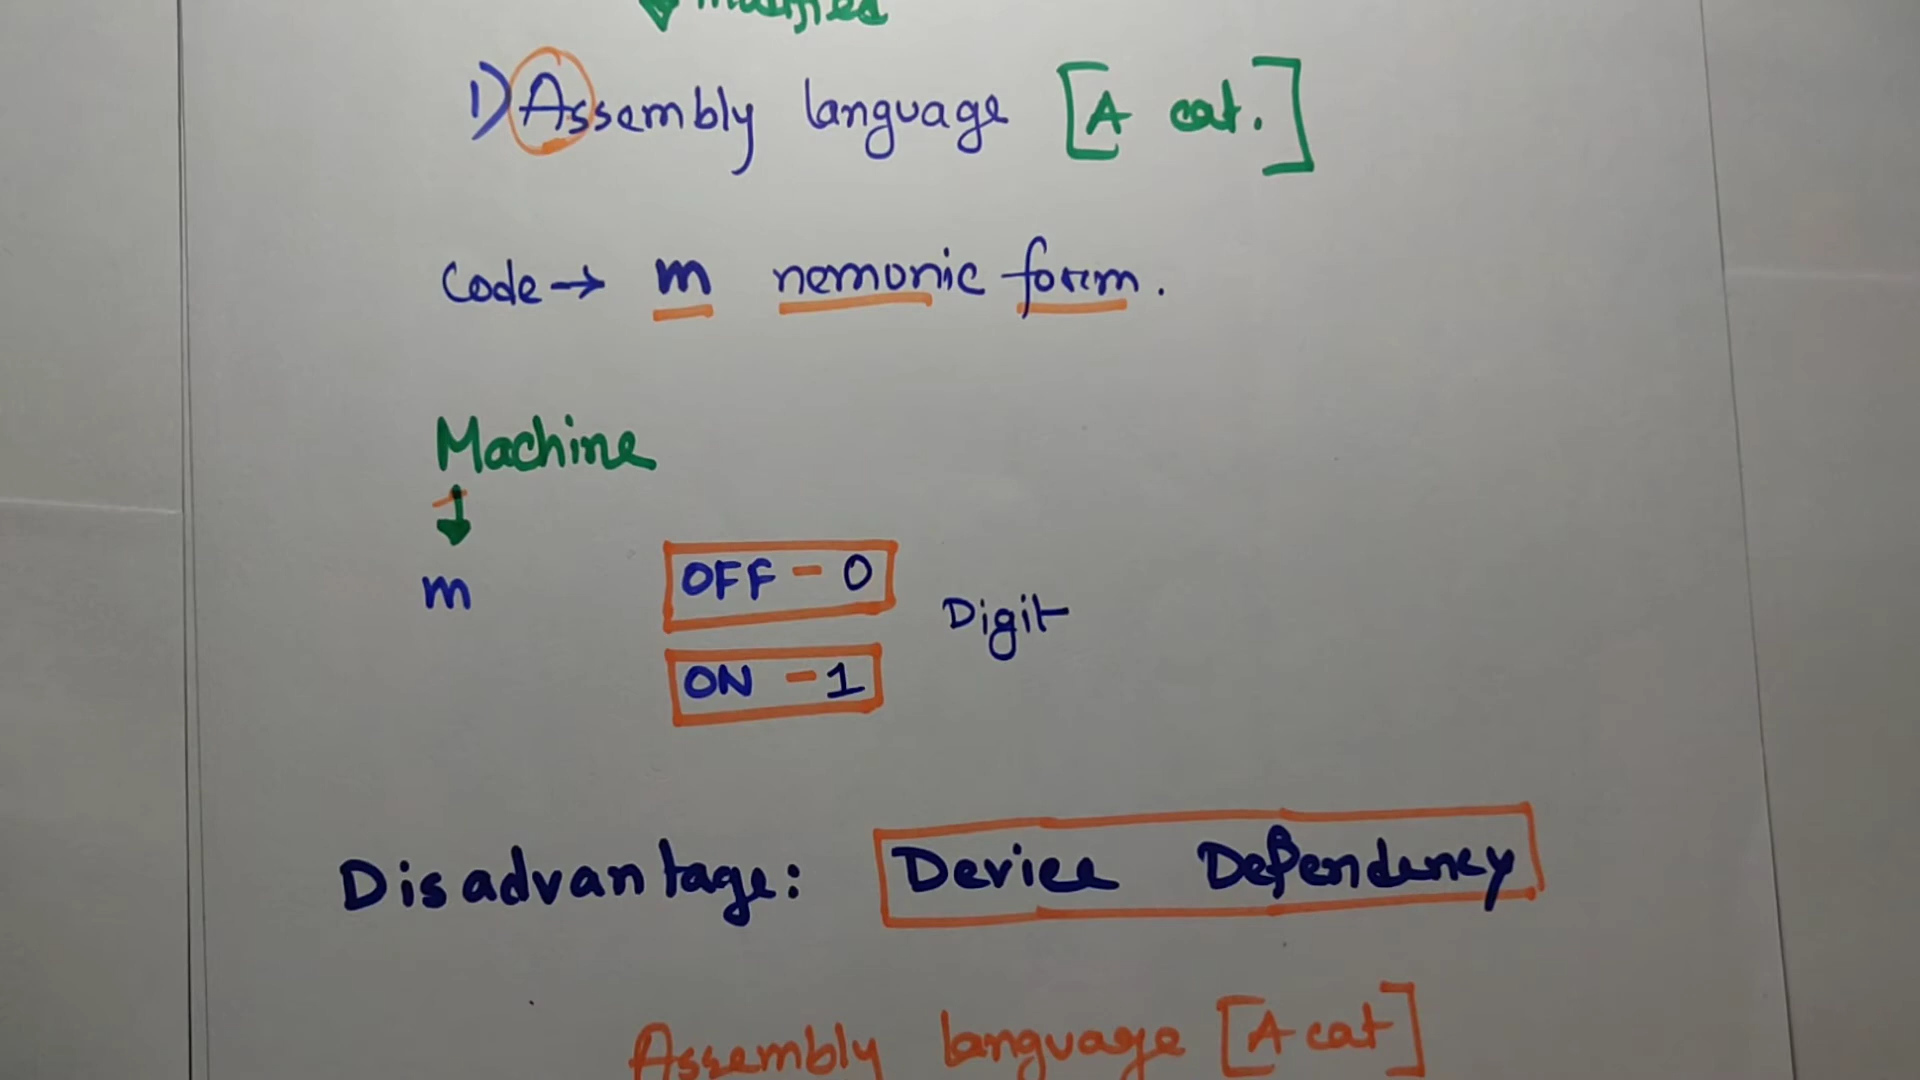 modified
1) Assembly language [A cat.]
Code → m nemonic form.
Machine
↓
m
OFF - 0
Digit
ON - 1
Disadvantage: Device Dependency
Assembly language [A cat]